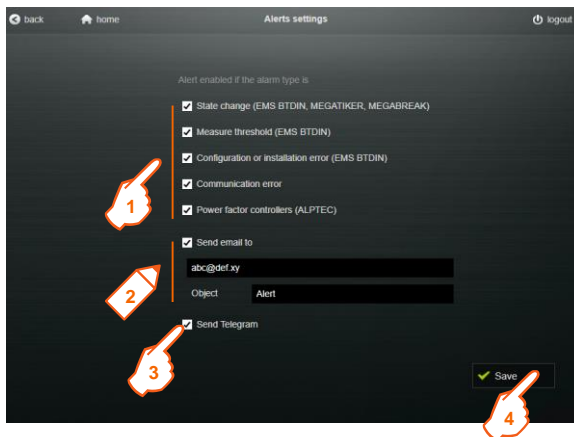 back home Alerts settings logout
Alert enabled if the alarm type is
State change (EMS BTDIN, MEGATIKER, MEGABREAK)
Measure threshold (EMS BTDIN)
Configuration or installation error (EMS BTDIN)
Communication error
1
Power factor controllers (ALPTEC)
Send email to
abc@def.xy
2
Object Alert
Send Telegram
3
Save
4